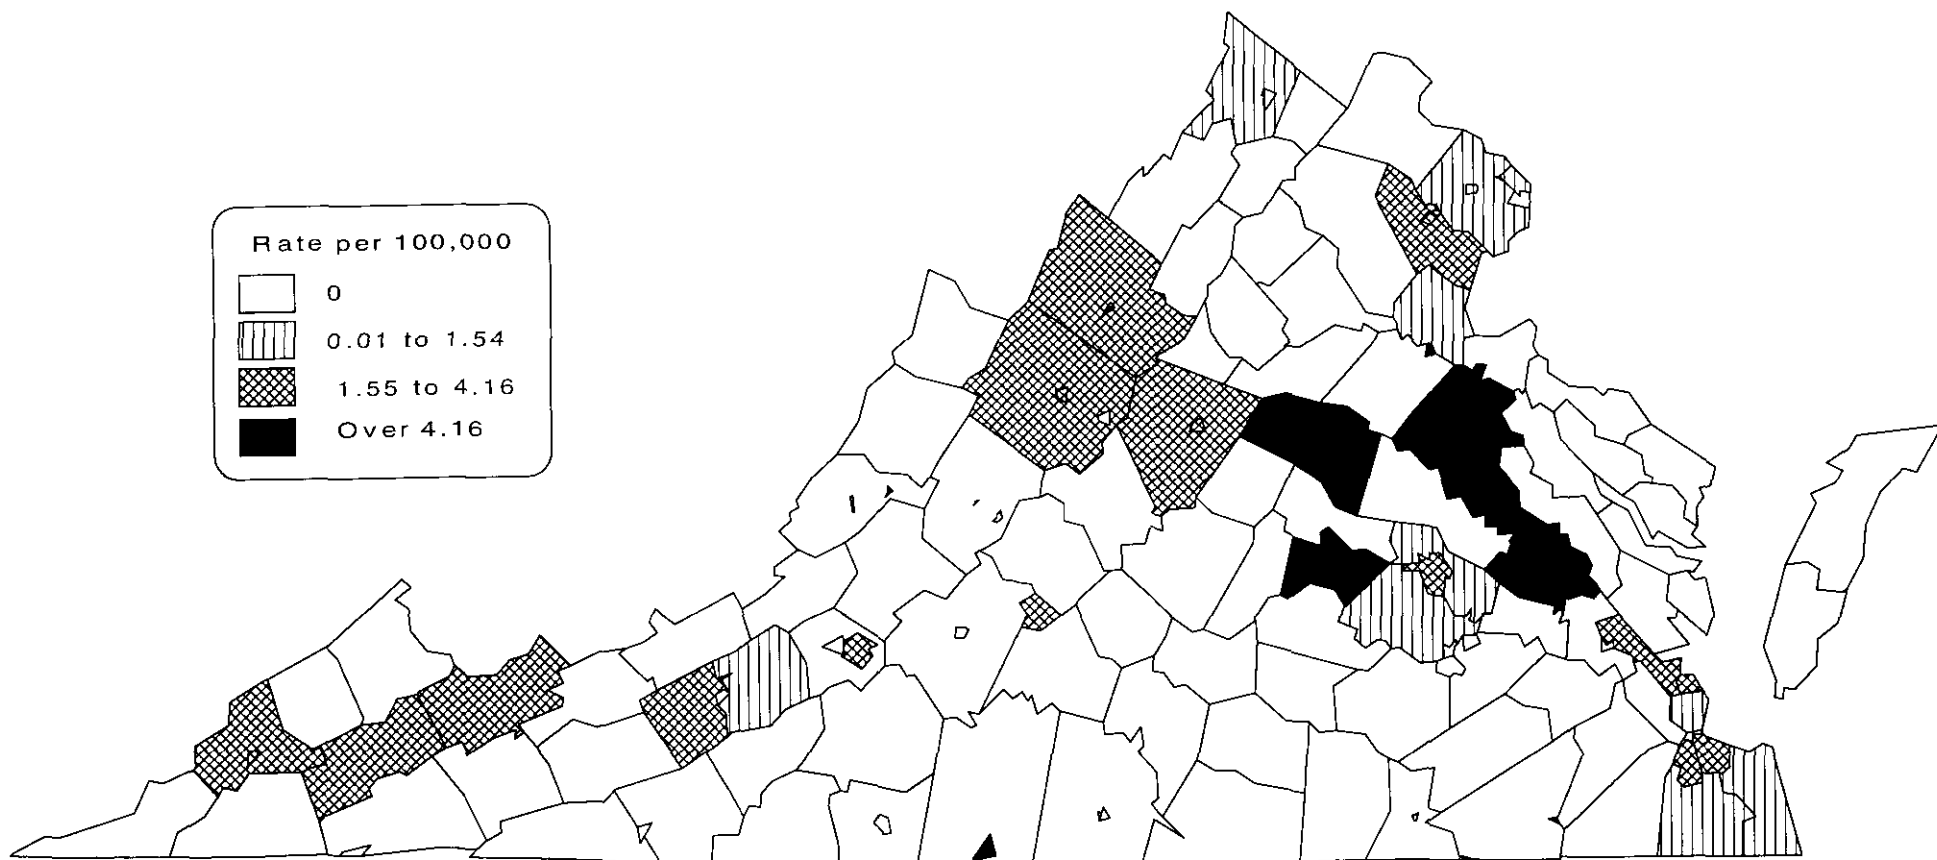 Rate per 100,000
0
0.01 to 1.54
1.55 to 4.16
Over 4.16